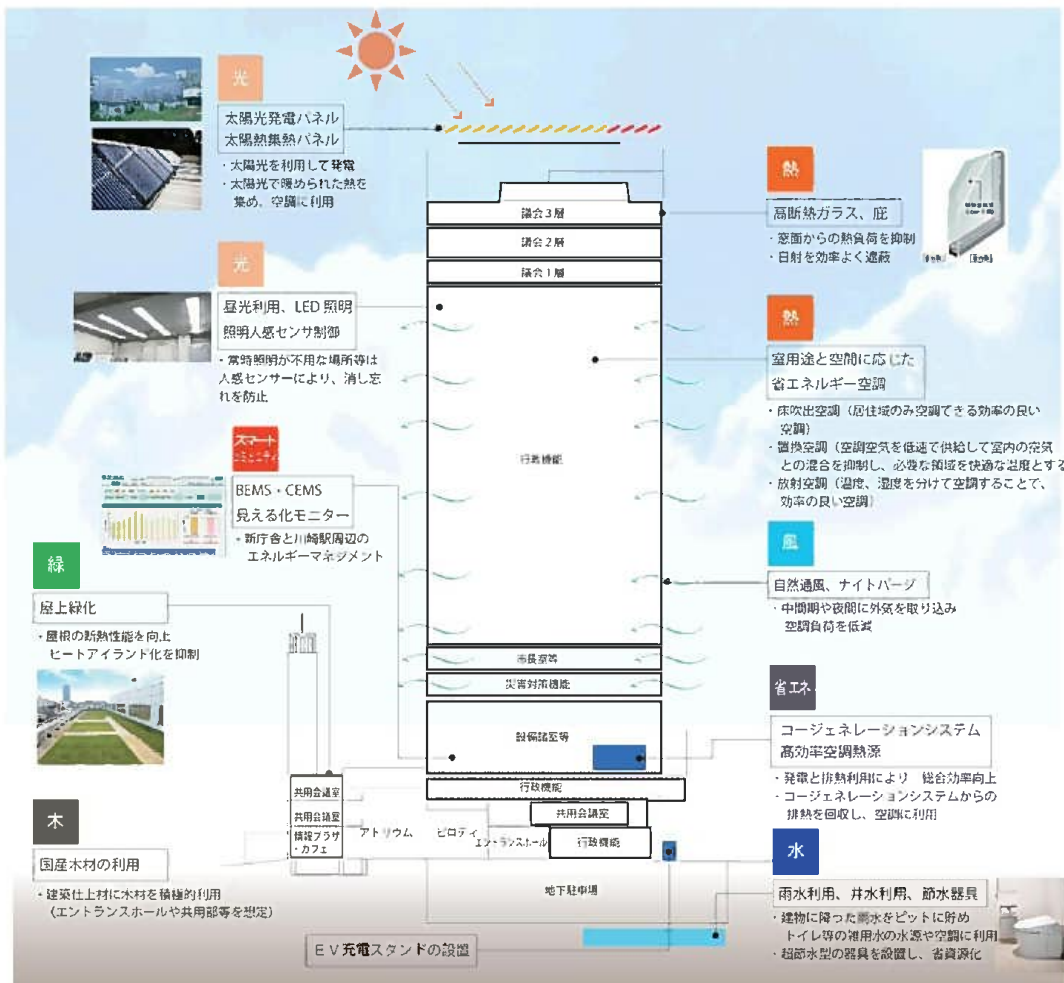 光
太陽光発電パネル
太陽熱集熱パネル
・太陽光を利用して発電
・太陽光で暖められた熱を
集め、空調に利用
光
昼光利用、LED 照明
照明人感センサ制御
・常時照明が不用な場所等は
人感センサーにより、消し忘
れを防止
スマート
コミュニティ
BEMS・CEMS
見える化モニター
・新庁舎と川崎駅周辺の
エネルギーマネジメント
緑
屋上緑化
・屋根の断熱性能を向上
ヒートアイランド化を抑制
木
国産木材の利用
・建築仕上材に木材を積極的利用
(エントランスホールや共用部等を想定)
議会3層
議会2層
議会1層
行政機能
市長室等
災害対策機能
設備諸室等
行政機能
共用会議室
共用会議室
共用会議室
情報プラザ
・カフェ
アトリウム
ピロティ
エントランスホール
行政機能
地下駐車場
EV充電スタンドの設置
熱
高断熱ガラス、庇
・窓面からの熱負荷を抑制
・日射を効率よく遮蔽
熱
室用途と空間に応じた
省エネルギー空調
・床吹出空調(居住域のみ空調できる効率の良い
空調)
・置換空調(空調空気を低速で供給して室内の空気
との混合を抑制し、必要な領域を快適な温度とする
・放射空調(温度、湿度を分けて空調することで、
効率の良い空調)
風
自然通風、ナイトパージ
・中間期や夜間に外気を取り込み
空調負荷を低減
省エネ
コージェネレーションシステム
高効率空調熱源
・発電と排熱利用により 総合効率向上
・コージェネレーションシステムからの
排熱を回収し、空調に利用
水
雨水利用、井水利用、節水器具
・建物に降った雨水をピットに貯め
トイレ等の雑用水の水源や空調に利用
・超節水型の器具を設置し、省資源化